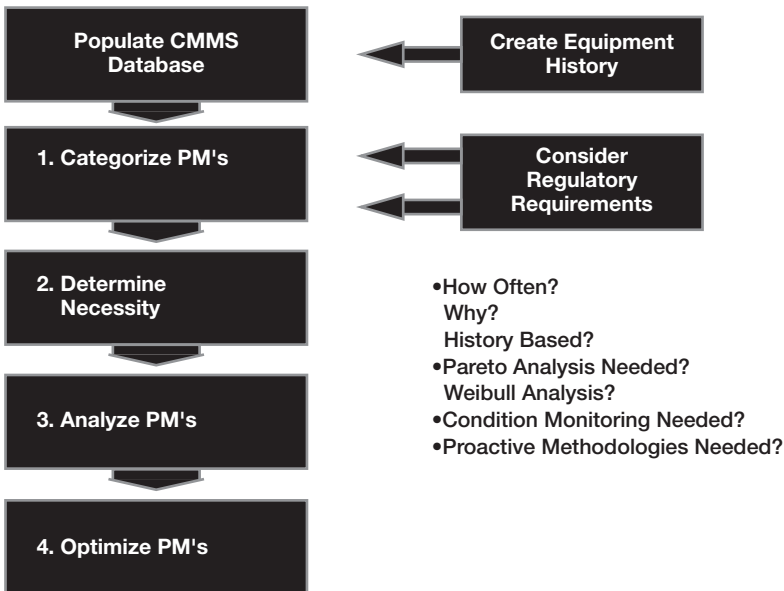 Populate CMMS
Database
Create Equipment
History
1. Categorize PM's
Consider
Regulatory
Requirements
2. Determine
Necessity
•How Often?
Why?
History Based?
•Pareto Analysis Needed?
Weibull Analysis?
•Condition Monitoring Needed?
•Proactive Methodologies Needed?
3. Analyze PM's
4. Optimize PM's